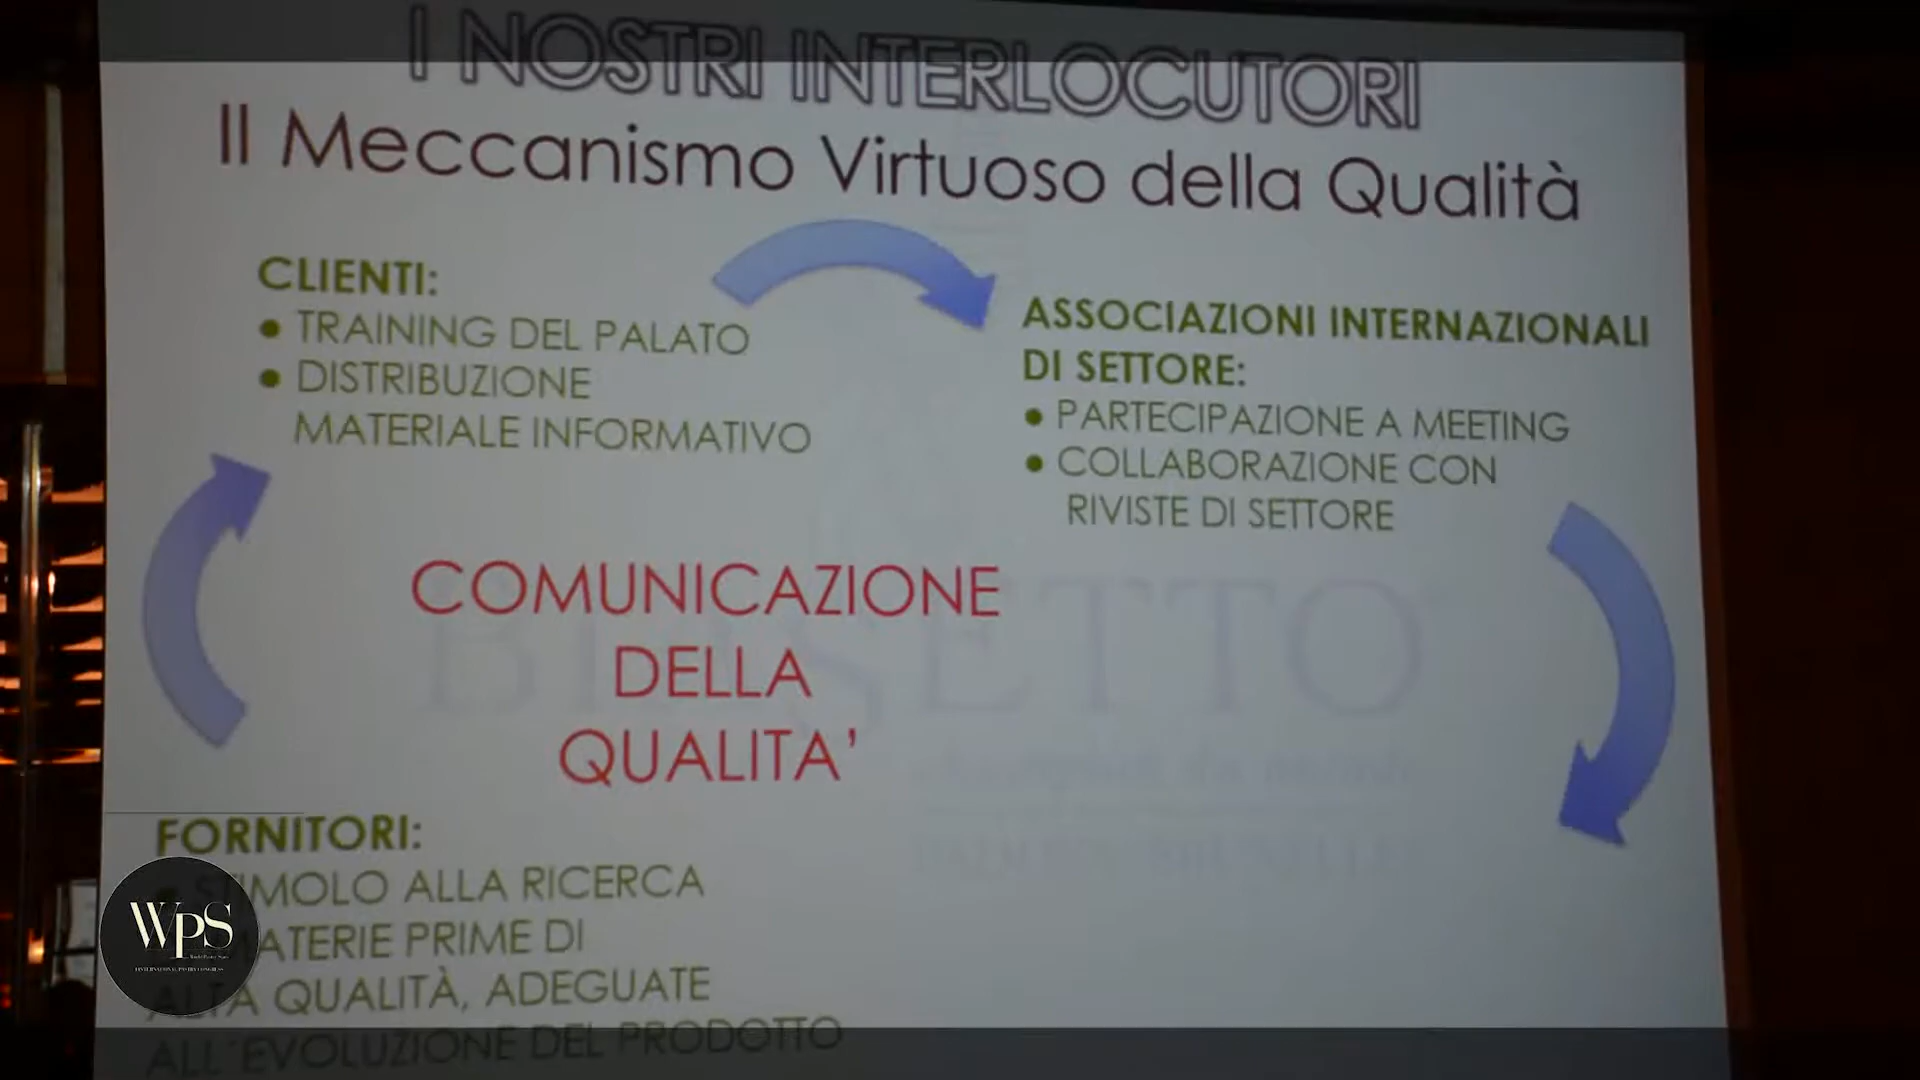 I NOSTRI INTERLOCUTORI
Il Meccanismo Virtuoso della Qualità
CLIENTI:
● TRAINING DEL PALATO
● DISTRIBUZIONE
MATERIALE INFORMATIVO
ASSOCIAZIONI INTERNAZIONALI
DI SETTORE:
● PARTECIPAZIONE A MEETING
● COLLABORAZIONE CON
RIVISTE DI SETTORE
COMUNICAZIONE
DELLA
QUALITA'
FORNITORI:
STIMOLO ALLA RICERCA
MATERIE PRIME DI
ALTA QUALITÀ, ADEGUATE
ALL'EVOLUZIONE DEL PRODOTTO
WPS